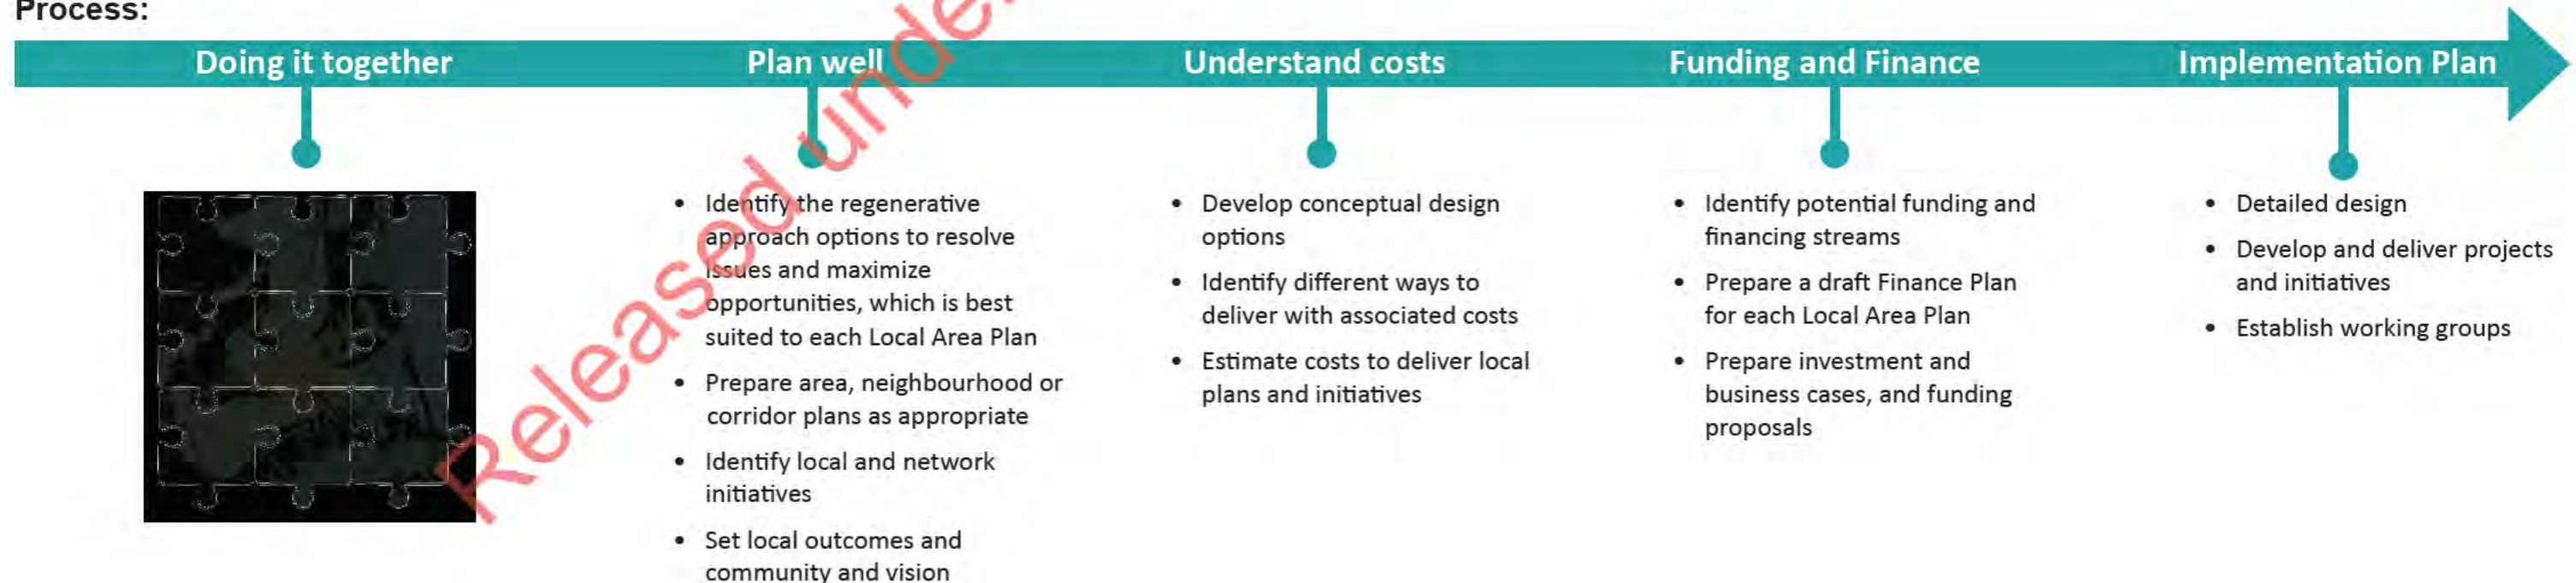 Process:
Doing it together
Plan well
Understand costs
Funding and Finance
Implementation Plan
• Identify the regenerative
approach options to resolve
issues and maximize
opportunities, which is best
suited to each Local Area Plan
• Prepare area, neighbourhood or
corridor plans as appropriate
• Identify local and network
initiatives
• Set local outcomes and
community and vision
• Develop conceptual design
options
• Identify different ways to
deliver with associated costs
• Estimate costs to deliver local
plans and initiatives
• Identify potential funding and
financing streams
• Prepare a draft Finance Plan
for each Local Area Plan
• Prepare investment and
business cases, and funding
proposals
• Detailed design
• Develop and deliver projects
and initiatives
• Establish working groups
Released unde